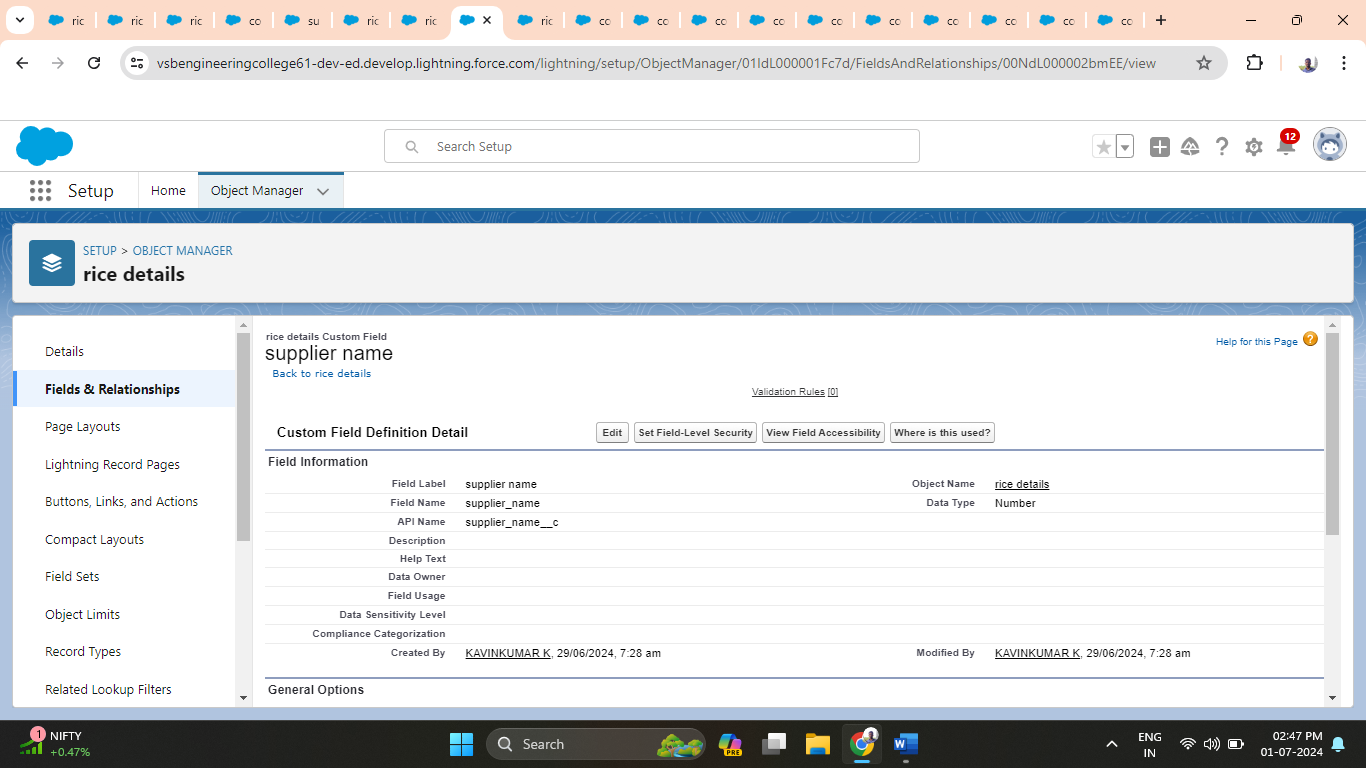 ric
ric
ric
co
su
ric
ric
ric
co
co
co
co
co
co
co
co
co
co
vsbengineeringcollege61-dev-ed.develop.lightning.force.com/lightning/setup/ObjectManager/01IdL000001Fc7d/FieldsAndRelationships/00NdL000002bmEE/view
Search Setup
12
Setup
Home
Object Manager
SETUP > OBJECT MANAGER
rice details
Details
Fields & Relationships
Page Layouts
Lightning Record Pages
Buttons, Links, and Actions
Compact Layouts
Field Sets
Object Limits
Record Types
Related Lookup Filters
rice details Custom Field
supplier name
Back to rice details
Help for this Page
Validation Rules [0]
Custom Field Definition Detail
Edit
Set Field-Level Security
View Field Accessibility
Where is this used?
Field Information
Field Label supplier name Object Name rice details
Field Name supplier_name Data Type Number
API Name supplier_name__c
Description
Help Text
Data Owner
Field Usage
Data Sensitivity Level
Compliance Categorization
Created By KAVINKUMAR K, 29/06/2024, 7:28 am Modified By KAVINKUMAR K, 29/06/2024, 7:28 am
General Options
1
NIFTY
+0.47%
Search
PRE
ENG
IN
02:47 PM
01-07-2024